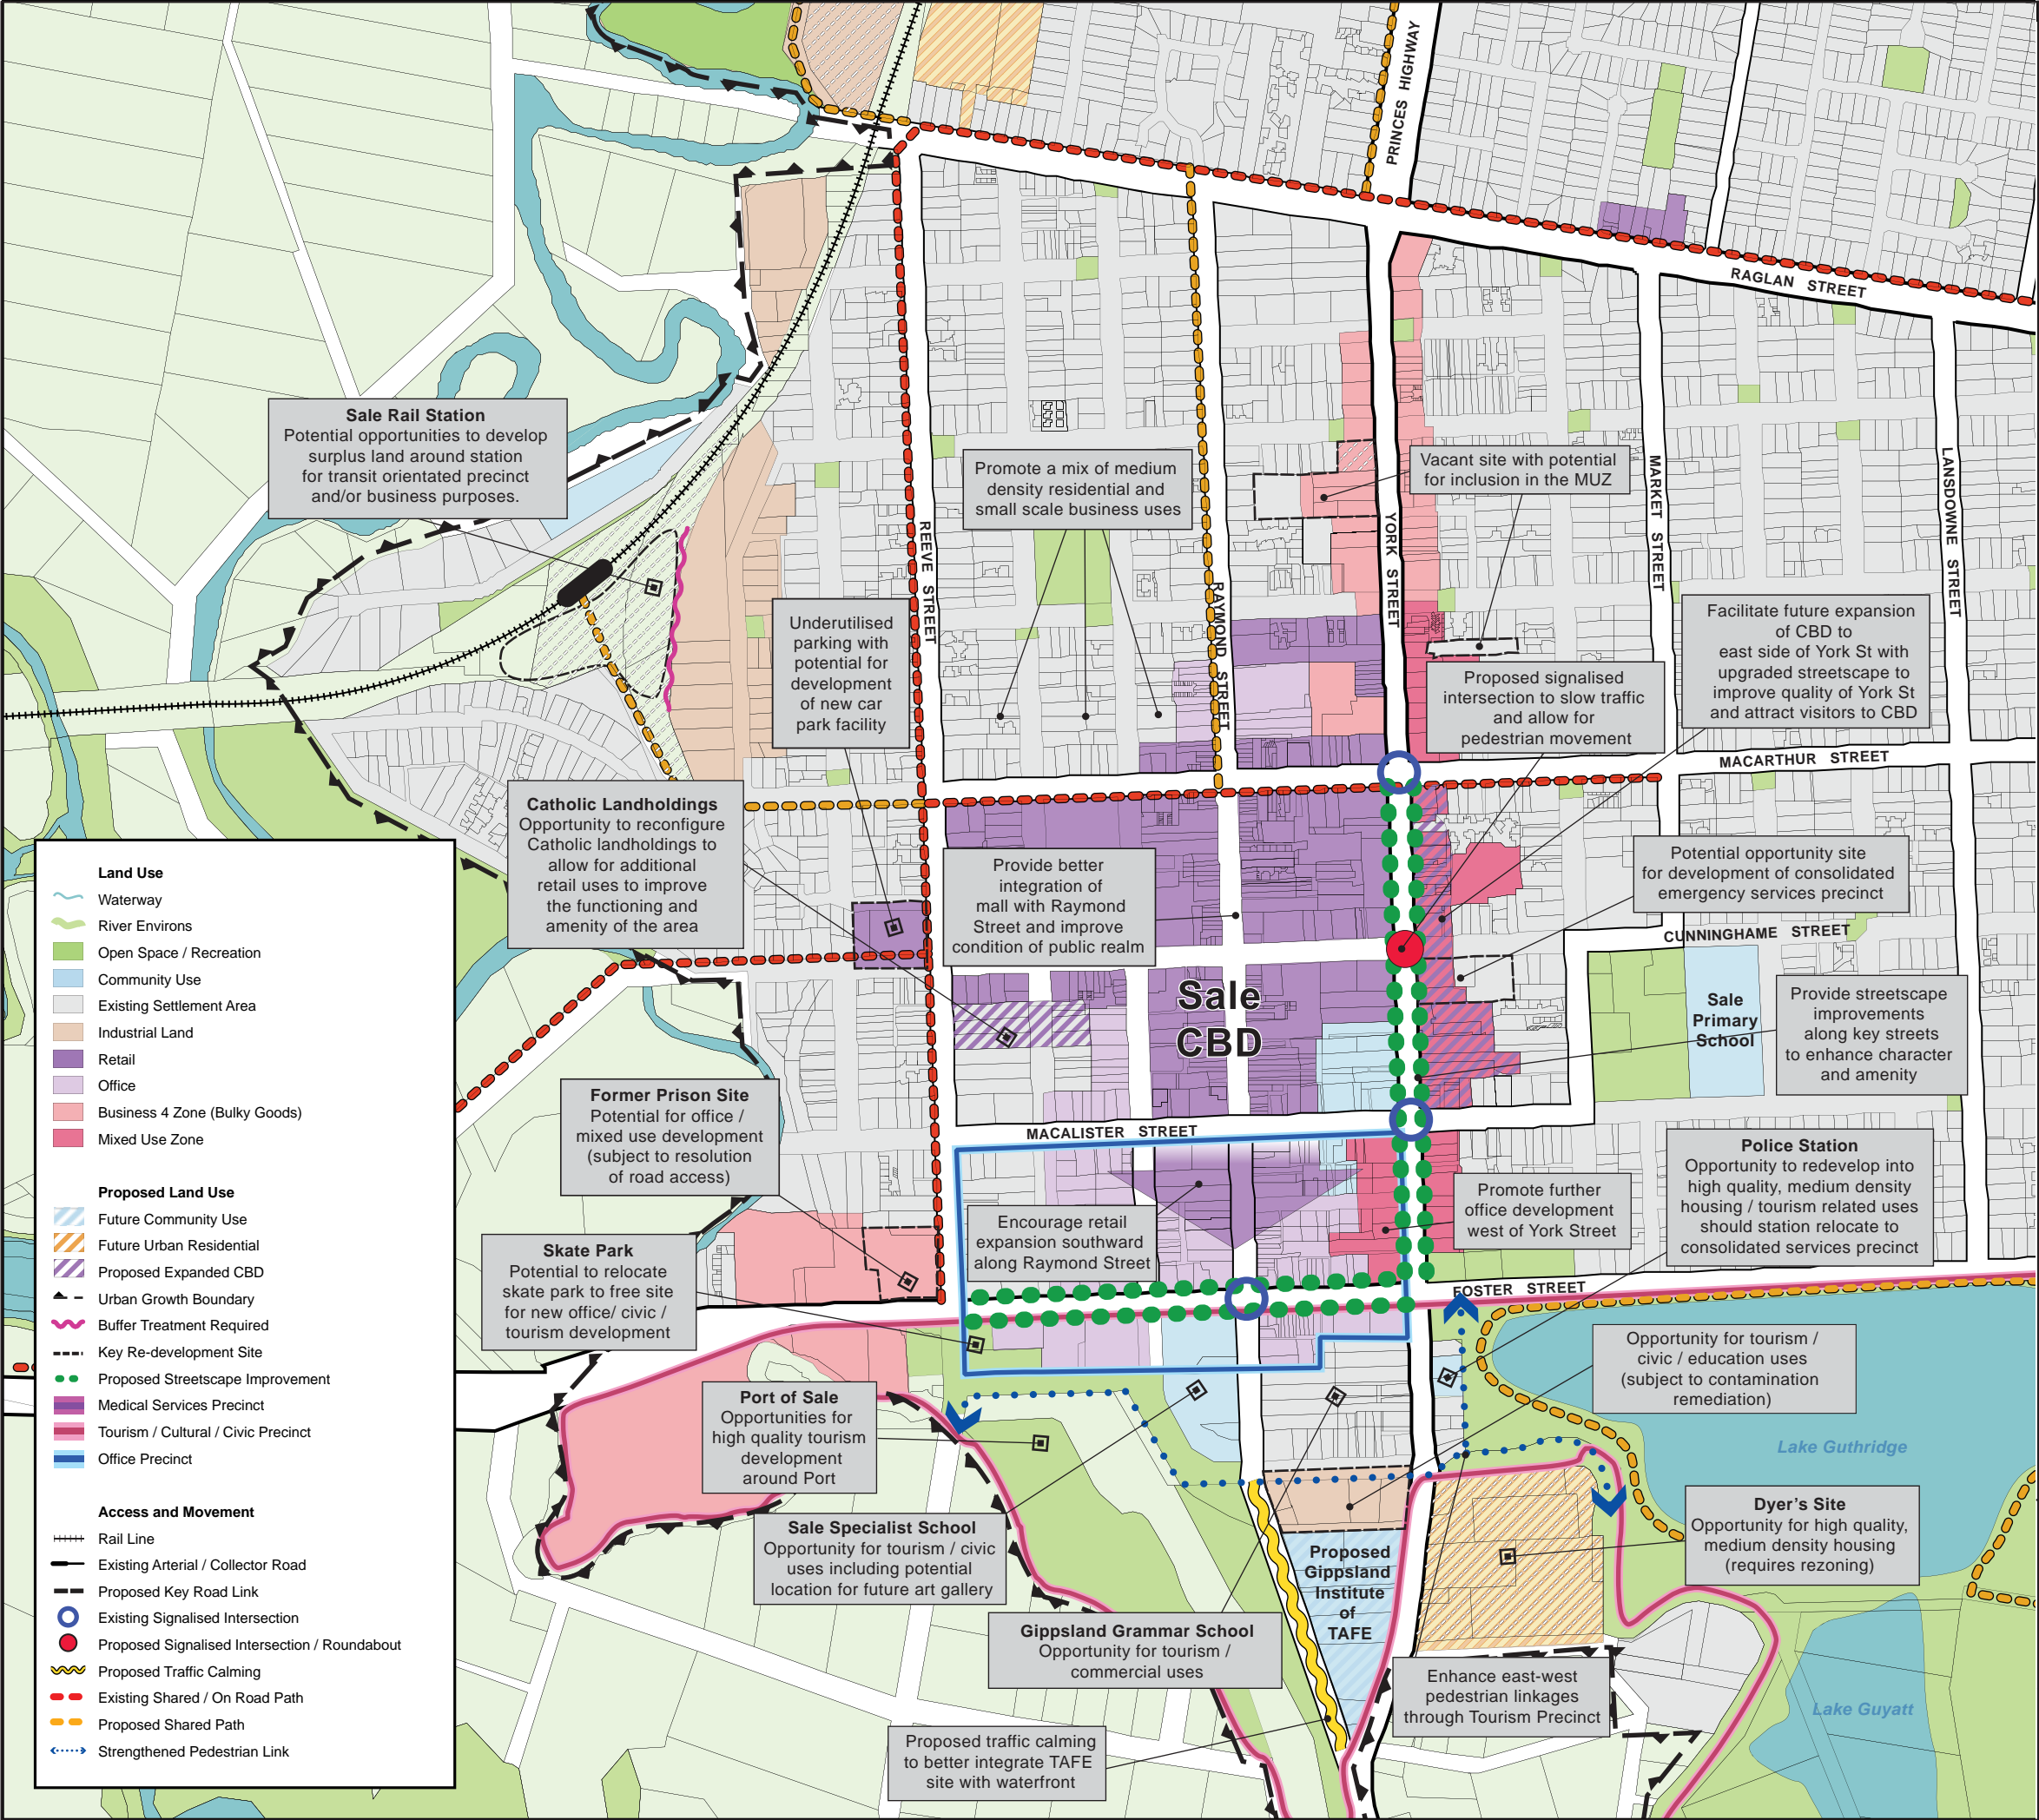 PRINCES HIGHWAY
RAGLAN STREET
Sale Rail Station
Potential opportunities to develop
surplus land around station
for transit orientated precinct
and/or business purposes.
Promote a mix of medium
density residential and
small scale business uses
Vacant site with potential
for inclusion in the MUZ
REEVE STREET
RAYMOND STREET
YORK STREET
MARKET STREET
LANSDOWNE STREET
Underutilised
parking with
potential for
development
of new car
park facility
Facilitate future expansion
of CBD to
east side of York St with
upgraded streetscape to
improve quality of York St
and attract visitors to CBD
Proposed signalised
intersection to slow traffic
and allow for
pedestrian movement
MACARTHUR STREET
Catholic Landholdings
Opportunity to reconfigure
Catholic landholdings to
allow for additional
retail uses to improve
the functioning and
amenity of the area
Provide better
integration of
mall with Raymond
Street and improve
condition of public realm
Potential opportunity site
for development of consolidated
emergency services precinct
CUNNINGHAME STREET
Sale
CBD
Sale
Primary
School
Provide streetscape
improvements
along key streets
to enhance character
and amenity
Former Prison Site
Potential for office /
mixed use development
(subject to resolution
of road access)
MACALISTER STREET
Police Station
Opportunity to redevelop into
high quality, medium density
housing / tourism related uses
should station relocate to
consolidated services precinct
Promote further
office development
west of York Street
Encourage retail
expansion southward
along Raymond Street
Skate Park
Potential to relocate
skate park to free site
for new office/ civic /
tourism development
FOSTER STREET
Opportunity for tourism /
civic / education uses
(subject to contamination
remediation)
Port of Sale
Opportunities for
high quality tourism
development
around Port
Lake Guthridge
Dyer's Site
Opportunity for high quality,
medium density housing
(requires rezoning)
Sale Specialist School
Opportunity for tourism / civic
uses including potential
location for future art gallery
Proposed
Gippsland
Institute
of
TAFE
Gippsland Grammar School
Opportunity for tourism /
commercial uses
Enhance east-west
pedestrian linkages
through Tourism Precinct
Lake Guyatt
Proposed traffic calming
to better integrate TAFE
site with waterfront
Land Use
Waterway
River Environs
Open Space / Recreation
Community Use
Existing Settlement Area
Industrial Land
Retail
Office
Business 4 Zone (Bulky Goods)
Mixed Use Zone
Proposed Land Use
Future Community Use
Future Urban Residential
Proposed Expanded CBD
Urban Growth Boundary
Buffer Treatment Required
Key Re-development Site
Proposed Streetscape Improvement
Medical Services Precinct
Tourism / Cultural / Civic Precinct
Office Precinct
Access and Movement
Rail Line
Existing Arterial / Collector Road
Proposed Key Road Link
Existing Signalised Intersection
Proposed Signalised Intersection / Roundabout
Proposed Traffic Calming
Existing Shared / On Road Path
Proposed Shared Path
Strengthened Pedestrian Link